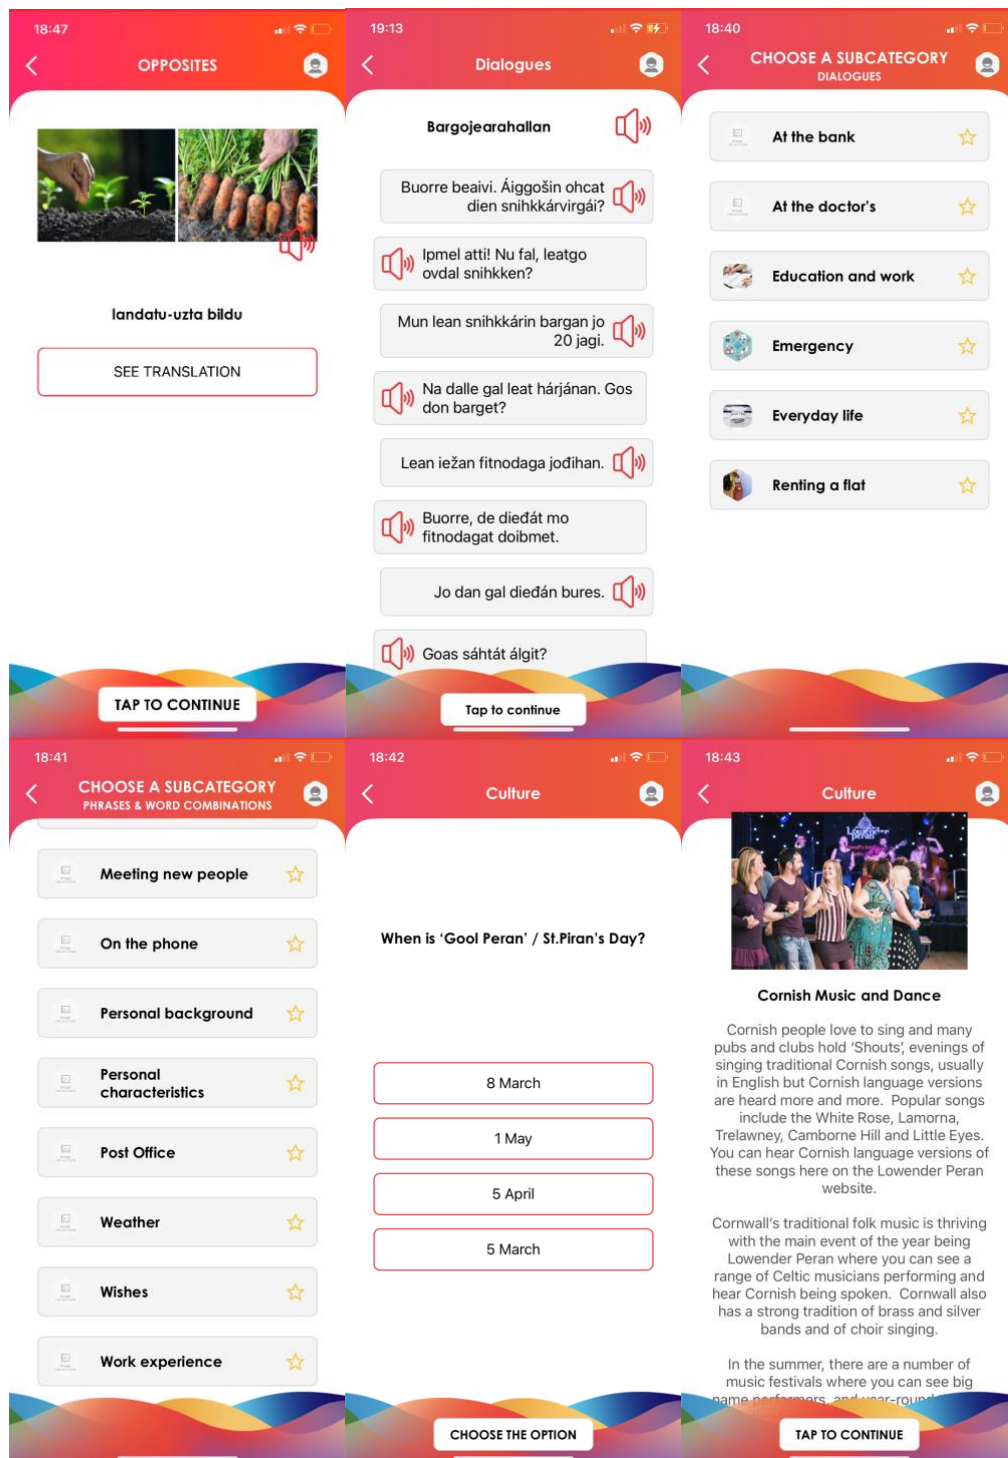 18:47
OPPOSITES
landatu-uzta bildu
SEE TRANSLATION
TAP TO CONTINUE
19:13
Dialogues
Bargojearahallan
Buorre beaivi. Áiggošin ohcat
dien snihkkárvirgái?
Ipmel atti! Nu fal, leatgo
ovdal snihkken?
Mun lean snihkkárin bargan jo
20 jagi.
Na dalle gal leat hárjánan. Gos
don barget?
Lean iežan fitnodaga jođihan.
Buorre, de dieđát mo
fitnodagat doibmet.
Jo dan gal dieđán bures.
Goas sáhtát álgit?
Tap to continue
18:40
CHOOSE A SUBCATEGORY
DIALOGUES
At the bank
At the doctor's
Education and work
Emergency
Everyday life
Renting a flat
18:41
CHOOSE A SUBCATEGORY
PHRASES & WORD COMBINATIONS
Meeting new people
On the phone
Personal background
Personal
characteristics
Post Office
Weather
Wishes
Work experience
18:42
Culture
When is ‘Gool Peran’ / St.Piran’s Day?
8 March
1 May
5 April
5 March
CHOOSE THE OPTION
18:43
Culture
Lowender
Peran
Cornish Music and Dance
Cornish people love to sing and many
pubs and clubs hold ‘Shouts’, evenings of
singing traditional Cornish songs, usually
in English but Cornish language versions
are heard more and more. Popular songs
include the White Rose, Lamorna,
Trelawney, Camborne Hill and Little Eyes.
You can hear Cornish language versions of
these songs here on the Lowender Peran
website.
Cornwall’s traditional folk music is thriving
with the main event of the year being
Lowender Peran where you can see a
range of Celtic musicians performing and
hear Cornish being spoken. Cornwall also
has a strong tradition of brass and silver
bands and of choir singing.
In the summer, there are a number of
music festivals where you can see big
name performers, and year-round
TAP TO CONTINUE